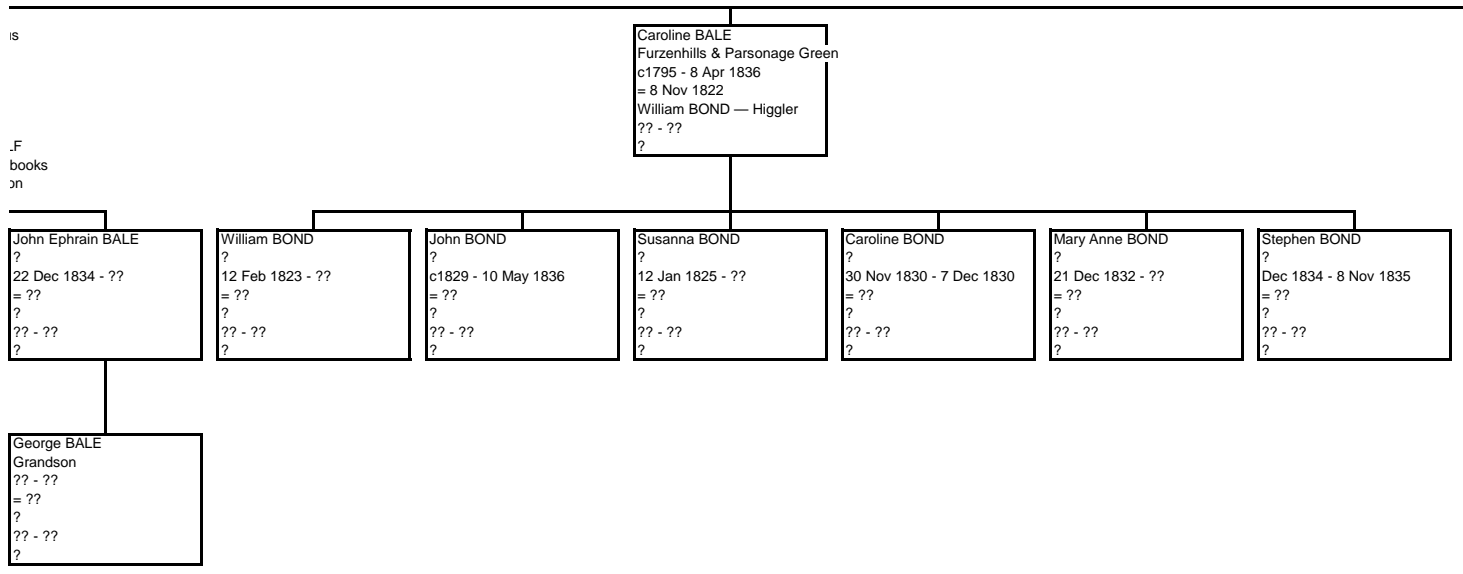 Caroline BALE
Furzenhills & Parsonage Green
c1795 - 8 Apr 1836
= 8 Nov 1822
William BOND — Higgler
?? - ??
?
books
John Ephrain BALE
?
22 Dec 1834 - ??
= ??
?
?? - ??
?
William BOND
?
12 Feb 1823 - ??
= ??
?
?? - ??
?
John BOND
?
c1829 - 10 May 1836
= ??
?
?? - ??
?
Susanna BOND
?
12 Jan 1825 - ??
= ??
?
?? - ??
?
Caroline BOND
?
30 Nov 1830 - 7 Dec 1830
= ??
?
?? - ??
?
Mary Anne BOND
?
21 Dec 1832 - ??
= ??
?
?? - ??
?
Stephen BOND
?
Dec 1834 - 8 Nov 1835
= ??
?
?? - ??
?
George BALE
Grandson
?? - ??
= ??
?
?? - ??
?